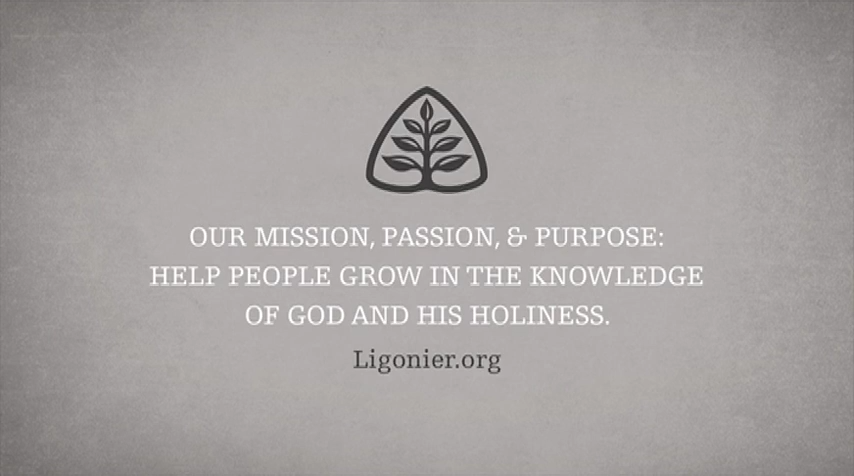 OUR MISSION, PASSION, & PURPOSE:
HELP PEOPLE GROW IN THE KNOWLEDGE
OF GOD AND HIS HOLINESS.
Ligonier.org